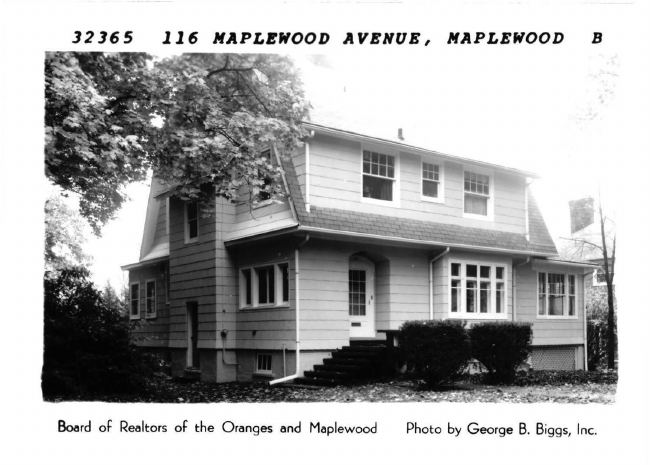 32365 116 MAPLEWOOD AVENUE, MAPLEWOOD B
Board of Realtors of the Oranges and Maplewood Photo by George B. Biggs, Inc.